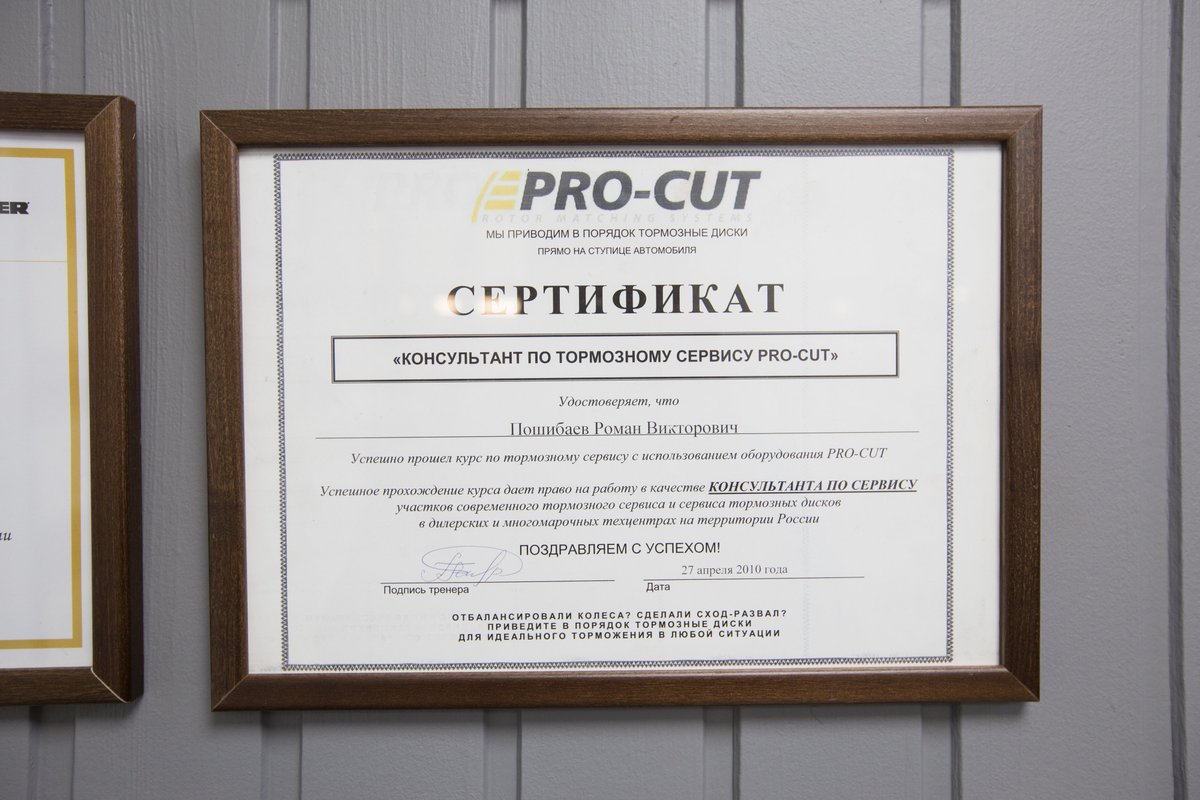 ER
ии
PRO-CUT
ROTOR MATCHING SYSTEMS
МЫ ПРИВОДИМ В ПОРЯДОК ТОРМОЗНЫЕ ДИСКИ
ПРЯМО НА СТУПИЦЕ АВТОМОБИЛЯ
СЕРТИФИКАТ
«КОНСУЛЬТАНТ ПО ТОРМОЗНОМУ СЕРВИСУ PRO-CUT»
Удостоверяет, что
Пошибаев Роман Викторович
Успешно прошел курс по тормозному сервису с использованием оборудования PRO-CUT
Успешное прохождение курса дает право на работу в качестве КОНСУЛЬТАНТА ПО СЕРВИСУ
участков современного тормозного сервиса и сервиса тормозных дисков
в дилерских и многомарочных техцентрах на территории России
ПОЗДРАВЛЯЕМ С УСПЕХОМ!
27 апреля 2010 года
Подпись тренера
Дата
ОТБАЛАНСИРОВАЛИ КОЛЕСА? СДЕЛАЛИ СХОД-РАЗВАЛ?
ПРИВЕДИТЕ В ПОРЯДОК ТОРМОЗНЫЕ ДИСКИ
ДЛЯ ИДЕАЛЬНОГО ТОРМОЖЕНИЯ В ЛЮБОЙ СИТУАЦИИ